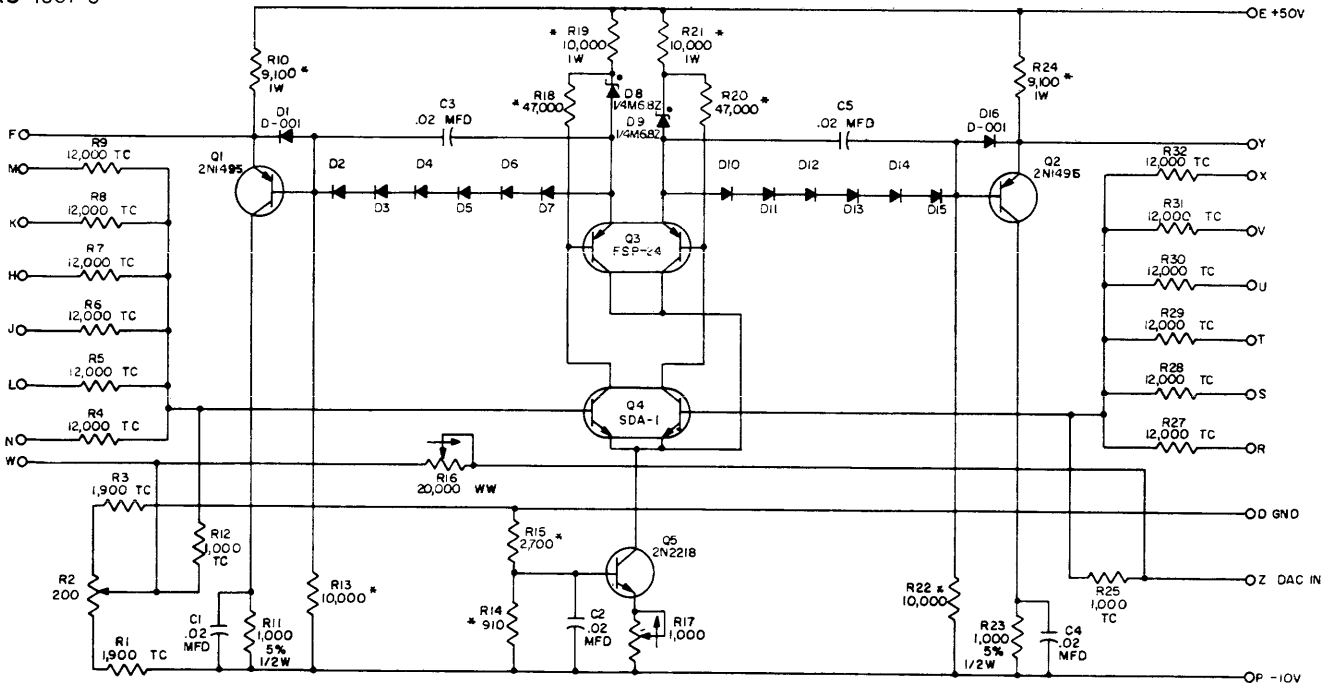 E +50V
R10
9,100 *
1W
* R19
10,000
1W
R21 *
10,000
1W
R24
9,100 *
1W
R18
* 47,000
D8
1/4M6.8Z
D9
1/4M6.8Z
R20 *
47,000
C3
.02 MFD
C5
.02 MFD
D1
D-001
D16
D-001
F
Y
R9
12,000 TC
M
Q1
2N1495
D2
D4
D6
D3
D5
D7
D10
D12
D14
D11
D13
D15
Q2
2N1495
R32
12,000 TC
X
R8
12,000 TC
K
Q3
R31
12,000 TC
V
R7
12,000 TC
H
R30
12,000 TC
U
R6
12,000 TC
J
R29
12,000 TC
T
R5
12,000 TC
L
Q4
SDA-1
R28
12,000 TC
S
R4
12,000 TC
N
R27
12,000 TC
R
W
R16
20,000 WW
R3
1,900 TC
D GND
R12
1,000
TC
R15
2,700 *
Q5
2N2218
R2
200
R13
10,000 *
R22 *
10,000
Z DAC IN
R25
1,000
TC
C1
.02
MFD
R11
1,000
5%
1/2W
* R14
910
C2
.02
MFD
R17
1,000
R23
1,000
5%
1/2W
C4
.02
MFD
R1
1,900 TC
P -10V